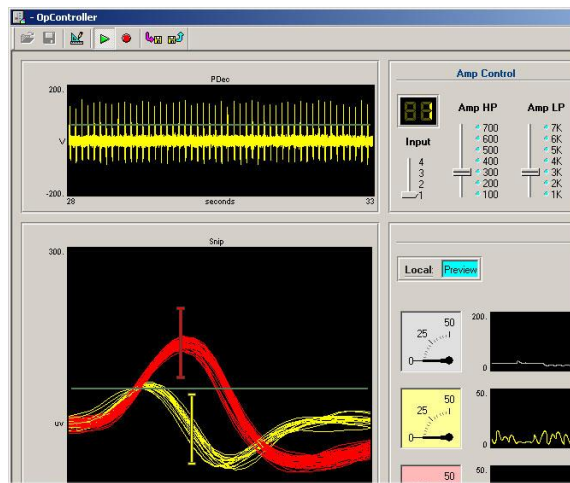 - OpController
PDec
200.
V
-200.
28
seconds
33
Amp Control
Amp HP
Amp LP
Input
4
3
2
1
700
600
500
400
300
200
100
7K
6K
5K
4K
3K
2K
1K
Snip
300.
uv
Local:
Preview
50
25
0
200.
0
50
25
0
50.
0
50
50.